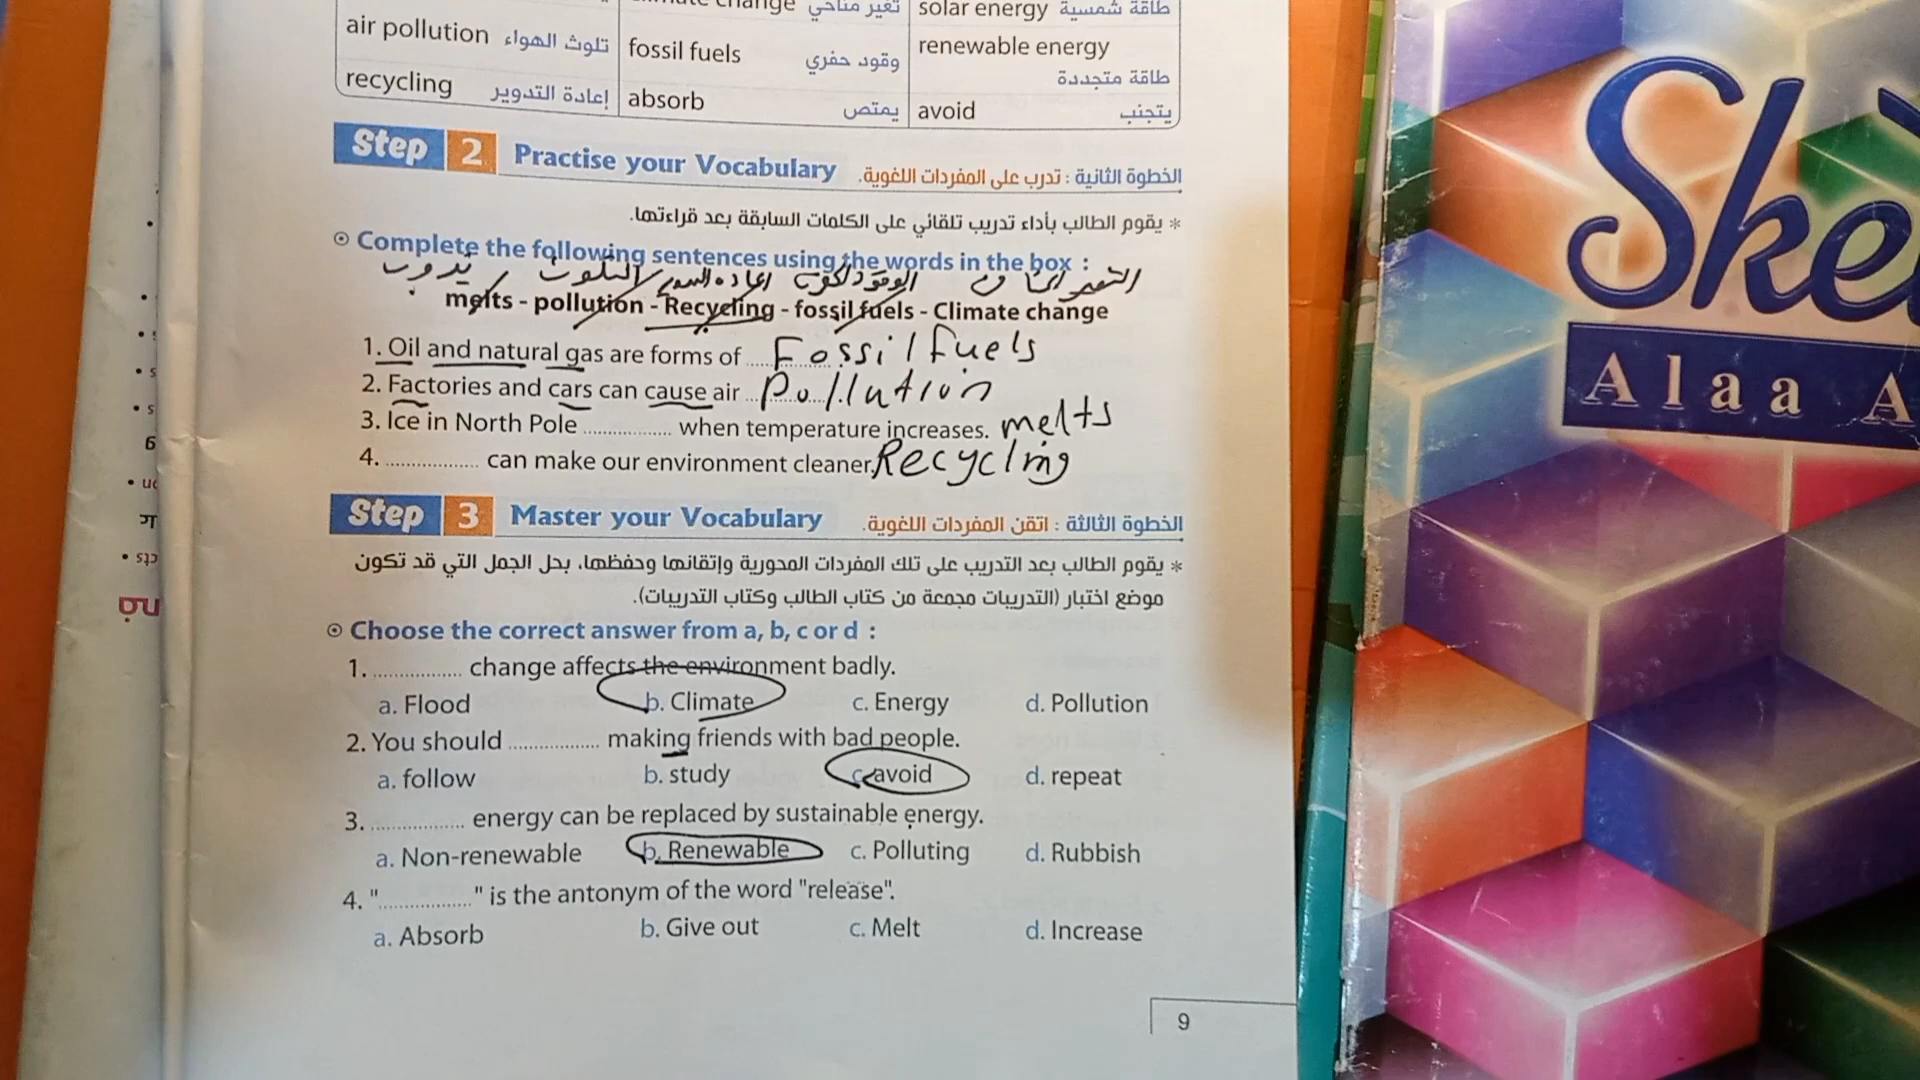 change تغير مناخي solar energy طاقة شمسية
air pollution تلوث الهواء fossil fuels وقود حفري renewable energy طاقة متجددة
recycling إعادة التدوير absorb يمتص avoid يتجنب
Step 2 Practise your Vocabulary الخطوة الثانية : تدرب على المفردات اللغوية.
* يقوم الطالب بأداء تدريب تلقائي على الكلمات السابقة بعد قراءتها.
Complete the following sentences using the words in the box :
يذوب التلوث
melts - pollution - Recycling - fossil fuels - Climate change
1. Oil and natural gas are forms of ..... Fossil fuels
2. Factories and cars can cause air ..... pollution
3. Ice in North Pole ................ when temperature increases. melts
4. ................ can make our environment cleaner. Recycling
Step 3 Master your Vocabulary الخطوة الثالثة : اتقن المفردات اللغوية.
* يقوم الطالب بعد التدريب على تلك المفردات المحورية وإتقانها وحفظها، بحل الجمل التي قد تكون
موضع اختبار (التدريبات مجمعة من كتاب الطالب وكتاب التدريبات).
Choose the correct answer from a, b, c or d :
1. ................ change affects the environment badly.
a. Flood b. Climate c. Energy d. Pollution
2. You should ................ making friends with bad people.
a. follow b. study c. avoid d. repeat
3. ................ energy can be replaced by sustainable energy.
a. Non-renewable b. Renewable c. Polluting d. Rubbish
4. "................" is the antonym of the word "release".
a. Absorb b. Give out c. Melt d. Increase
9
Ske
Alaa A